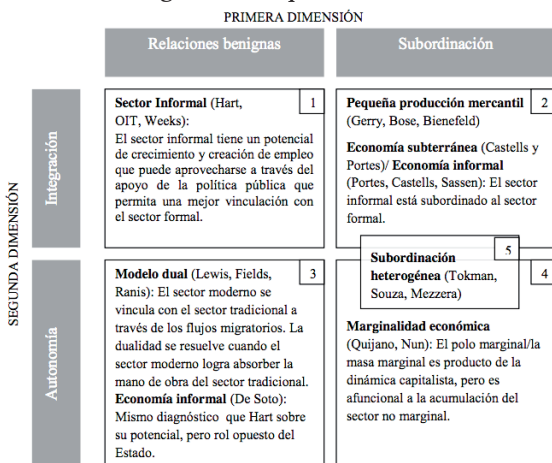 PRIMERA DIMENSIÓN
Relaciones benignas
Subordinación
SEGUNDA DIMENSIÓN
Integración
Sector Informal (Hart,
OIT, Weeks):
El sector informal tiene un potencial
de crecimiento y creación de empleo
que puede aprovecharse a través del
apoyo de la política pública que
permita una mejor vinculación con
el sector formal.
1
Pequeña producción mercantil
(Gerry, Bose, Bienefeld)
Economía subterránea (Castells y
Portes)/ Economía informal
(Portes, Castells, Sassen): El sector
informal está subordinado al sector
formal.
2
Subordinación
heterogénea (Tokman,
Souza, Mezzera)
5
Autonomía
Modelo dual (Lewis, Fields,
Ranis): El sector moderno se
vincula con el sector tradicional a
través de los flujos migratorios. La
dualidad se resuelve cuando el
sector moderno logra absorber la
mano de obra del sector tradicional.
Economía informal (De Soto):
Mismo diagnóstico que Hart sobre
su potencial, pero rol opuesto del
Estado.
3
Marginalidad económica
(Quijano, Nun): El polo marginal/la
masa marginal es producto de la
dinámica capitalista, pero es
afuncional a la acumulación del
sector no marginal.
4